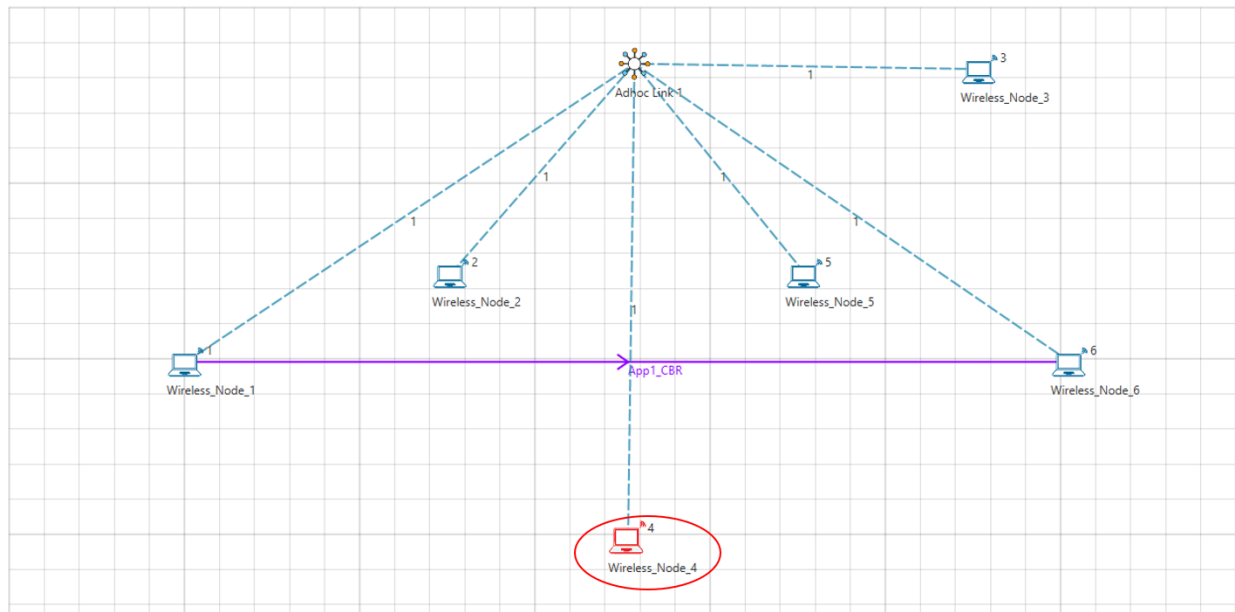 3
1
Adhoc Link 1
Wireless_Node_3
1
1
1
1
1
2
5
Wireless_Node_2
Wireless_Node_5
1
1
6
App1_CBR
Wireless_Node_1
Wireless_Node_6
4
Wireless_Node_4